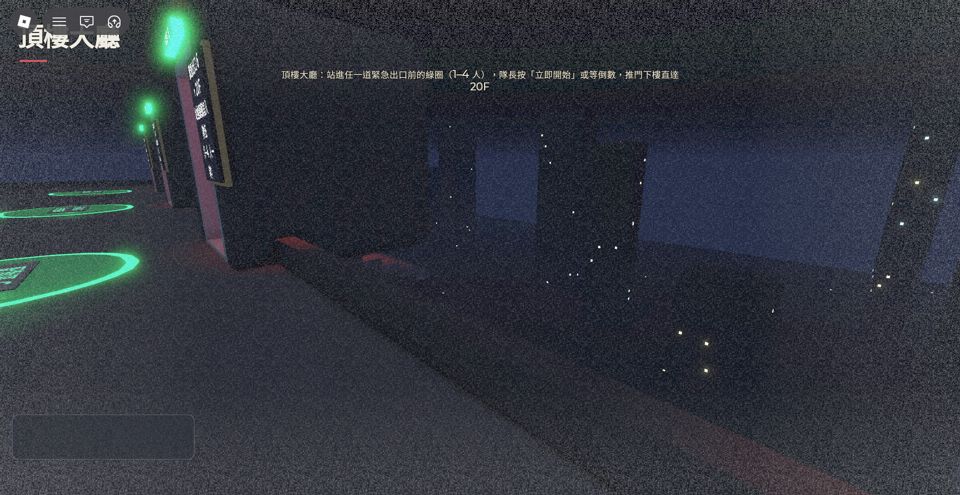 頂樓大廳
頂樓大廳：站進任一道緊急出口前的綠圈（1–4 人），隊長按「立即開始」或等倒數，推門下樓直達
20F